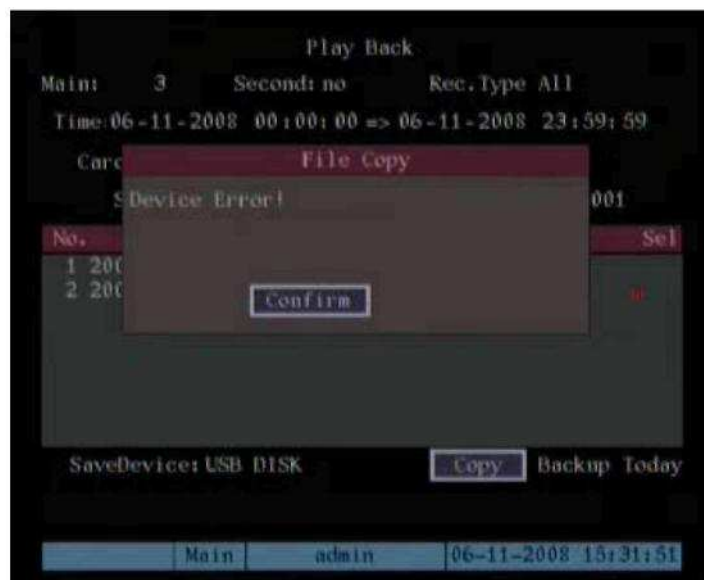 Play Back
Main: 3 Second: no Rec.Type All
Time:06-11-2008 00:00:00 => 06-11-2008 23:59:59
Card
File Copy
S
Device Error!
001
No. Sel
1 200
2 200
Confirm
SaveDevice: USB DISK Copy Backup Today
Main admin 06-11-2008 15:31:51